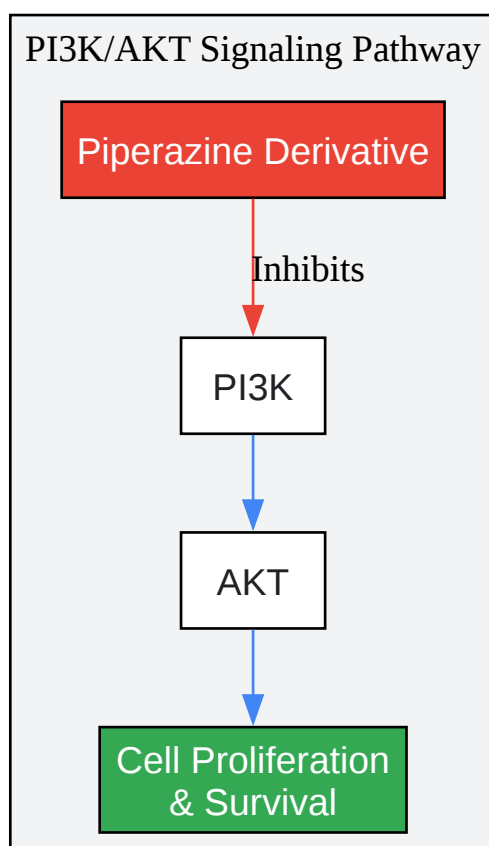 PI3K/AKT Signaling Pathway
Piperazine Derivative
Inhibits
PI3K
AKT
Cell Proliferation
& Survival